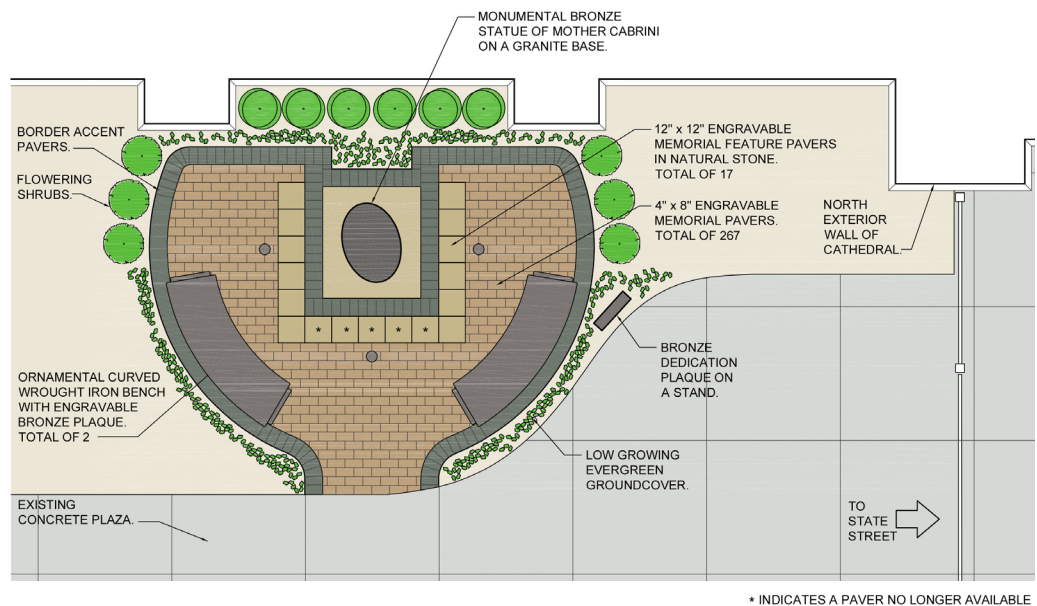 MONUMENTAL BRONZE
STATUE OF MOTHER CABRINI
ON A GRANITE BASE.
BORDER ACCENT
PAVERS.
FLOWERING
SHRUBS.
12" x 12" ENGRAVABLE
MEMORIAL FEATURE PAVERS
IN NATURAL STONE.
TOTAL OF 17
4" x 8" ENGRAVABLE
MEMORIAL PAVERS.
TOTAL OF 267
NORTH
EXTERIOR
WALL OF
CATHEDRAL.
* * * * *
BRONZE
DEDICATION
PLAQUE ON
A STAND.
ORNAMENTAL CURVED
WROUGHT IRON BENCH
WITH ENGRAVABLE
BRONZE PLAQUE.
TOTAL OF 2
LOW GROWING
EVERGREEN
GROUNDCOVER.
EXISTING
CONCRETE PLAZA.
TO
STATE
STREET
* INDICATES A PAVER NO LONGER AVAILABLE